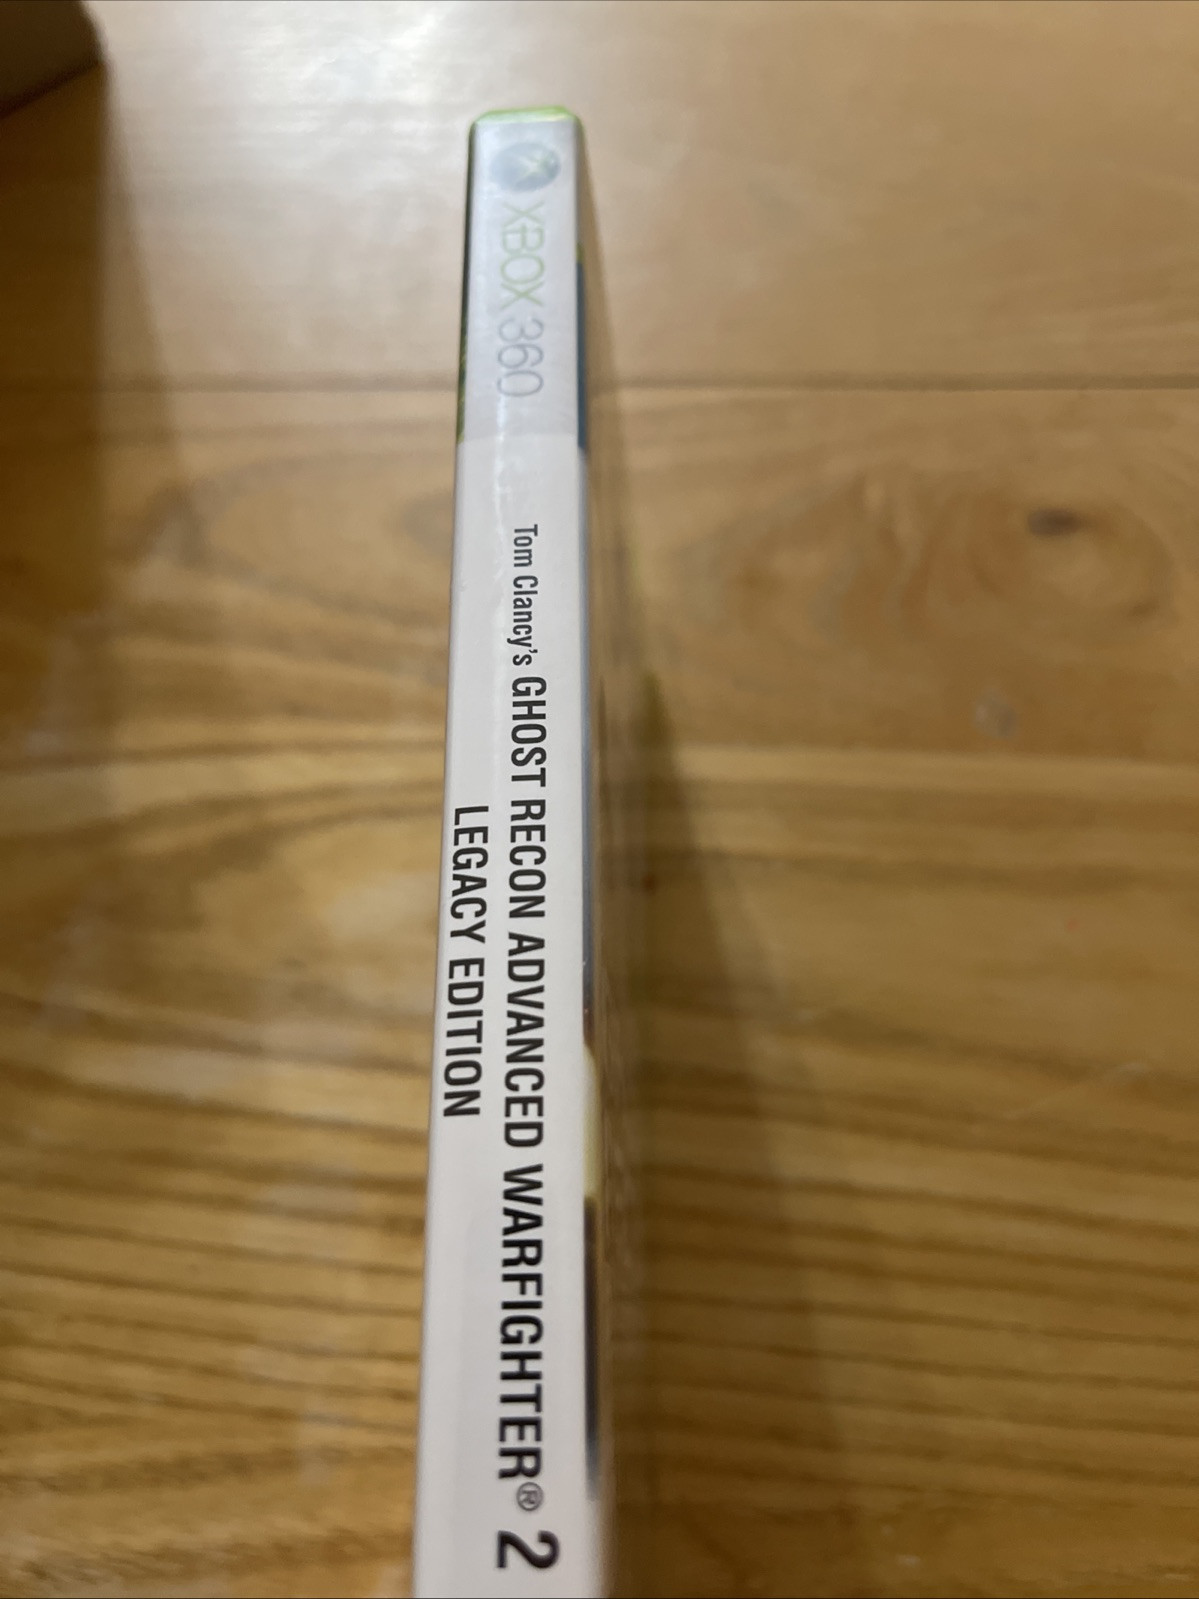 XBOX 360
Tom Clancy's GHOST RECON ADVANCED WARFIGHTER® 2
LEGACY EDITION